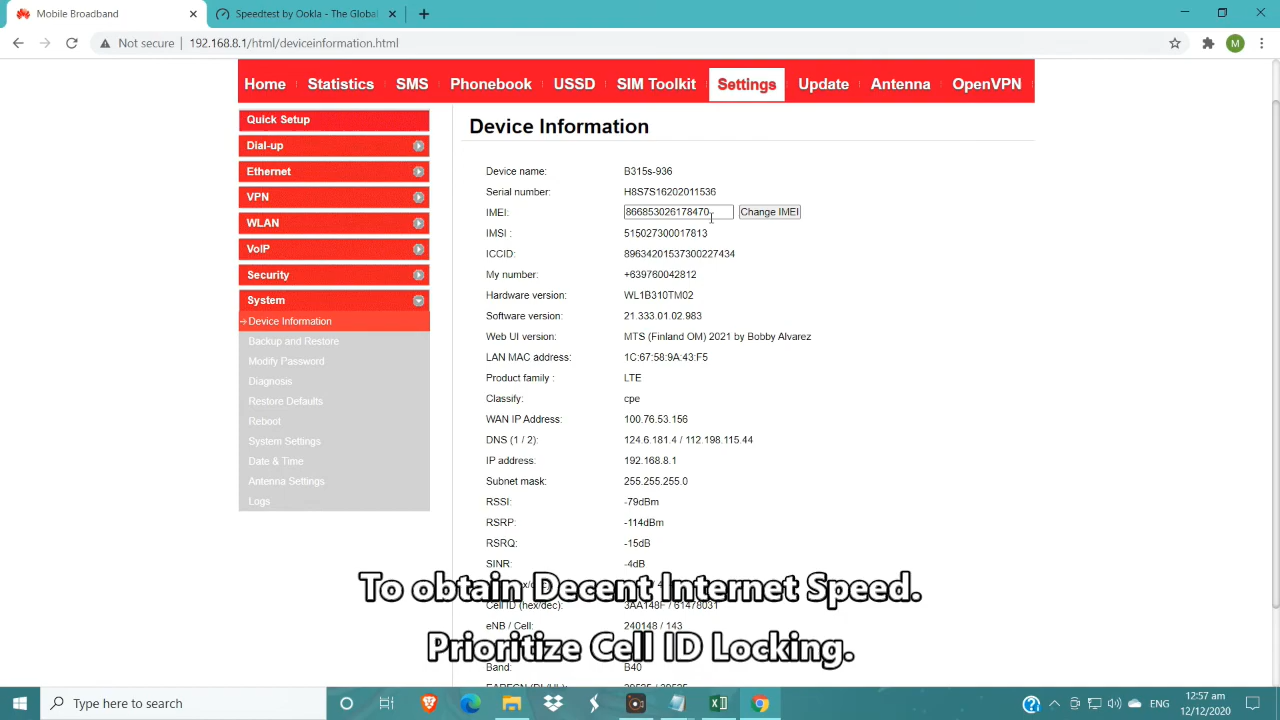 Mobile Broadband
Speedtest by Ookla - The Global
Not secure
192.168.8.1/html/deviceinformation.html
M
Home Statistics SMS Phonebook USSD SIM Toolkit Settings Update Antenna OpenVPN
Quick Setup
Dial-up
Ethernet
VPN
WLAN
VoIP
Security
System
Device Information
Backup and Restore
Modify Password
Diagnosis
Restore Defaults
Reboot
System Settings
Date & Time
Antenna Settings
Logs
Device Information
Device name: B315s-936
Serial number: H8S7S16202011536
IMEI: 866853026178470 Change IMEI
IMSI : 515027300017813
ICCID: 89634201537300227434
My number: +639760042812
Hardware version: WL1B310TM02
Software version: 21.333.01.02.983
Web UI version: MTS (Finland OM) 2021 by Bobby Alvarez
LAN MAC address: 1C:67:58:9A:43:F5
Product family : LTE
Classify: cpe
WAN IP Address: 100.76.53.156
DNS (1 / 2): 124.6.181.4 / 112.198.115.44
IP address: 192.168.8.1
Subnet mask: 255.255.255.0
RSSI: -79dBm
RSRP: -114dBm
RSRQ: -15dB
SINR: -4dB
Cell ID (hex/dec): 3AA148F / 61478031
eNB / Cell: 240148 / 143
Band: B40
To obtain Decent Internet Speed.
Prioritize Cell ID Locking.
Type here to search
ENG
12:57 am
12/12/2020